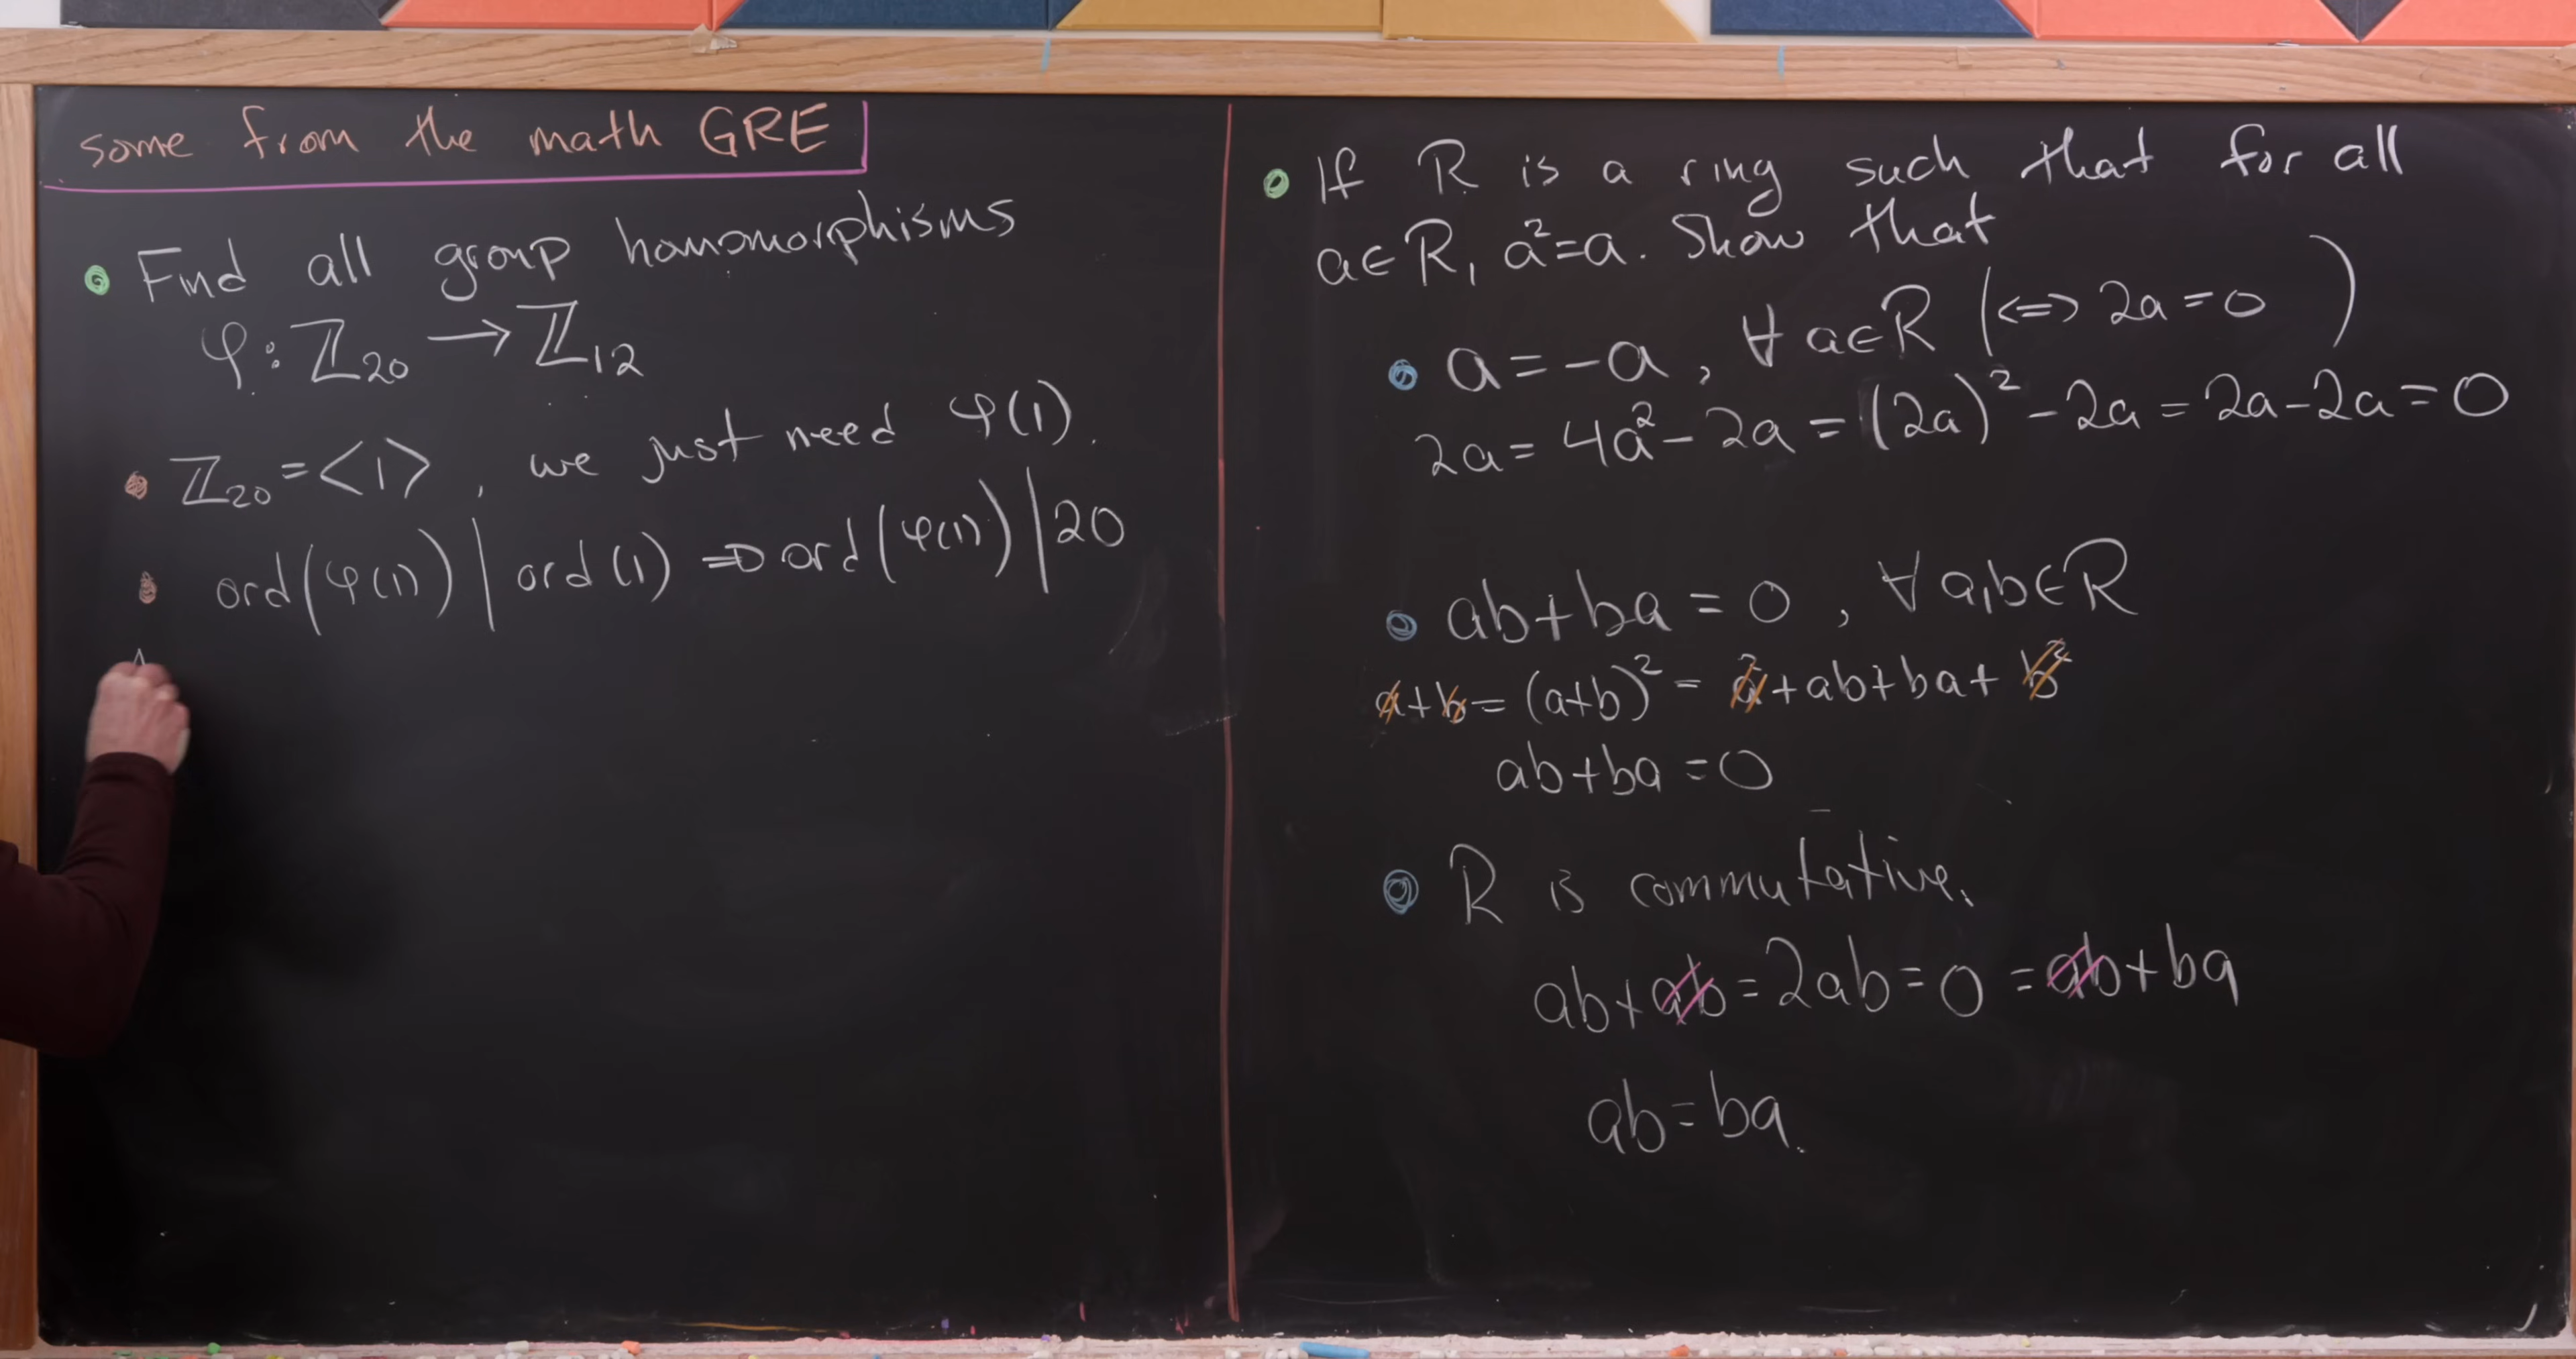 some from the math GRE
Find all group homomorphisms
φ: ℤ₂₀ → ℤ₁₂
ℤ₂₀ = <1>, we just need φ(1).
ord(φ(1)) | ord(1) ⇒ ord(φ(1)) | 20
If R is a ring such that for all
a∈R, a²=a. Show that
a = -a, ∀ a∈R (⟺ 2a = 0)
2a = 4a² - 2a = (2a)² - 2a = 2a - 2a = 0
ab + ba = 0, ∀ a,b∈R
a + b = (a+b)² = a² + ab + ba + b²
ab + ba = 0
R is commutative.
ab + ab = 2ab = 0 = ab + ba
ab = ba.